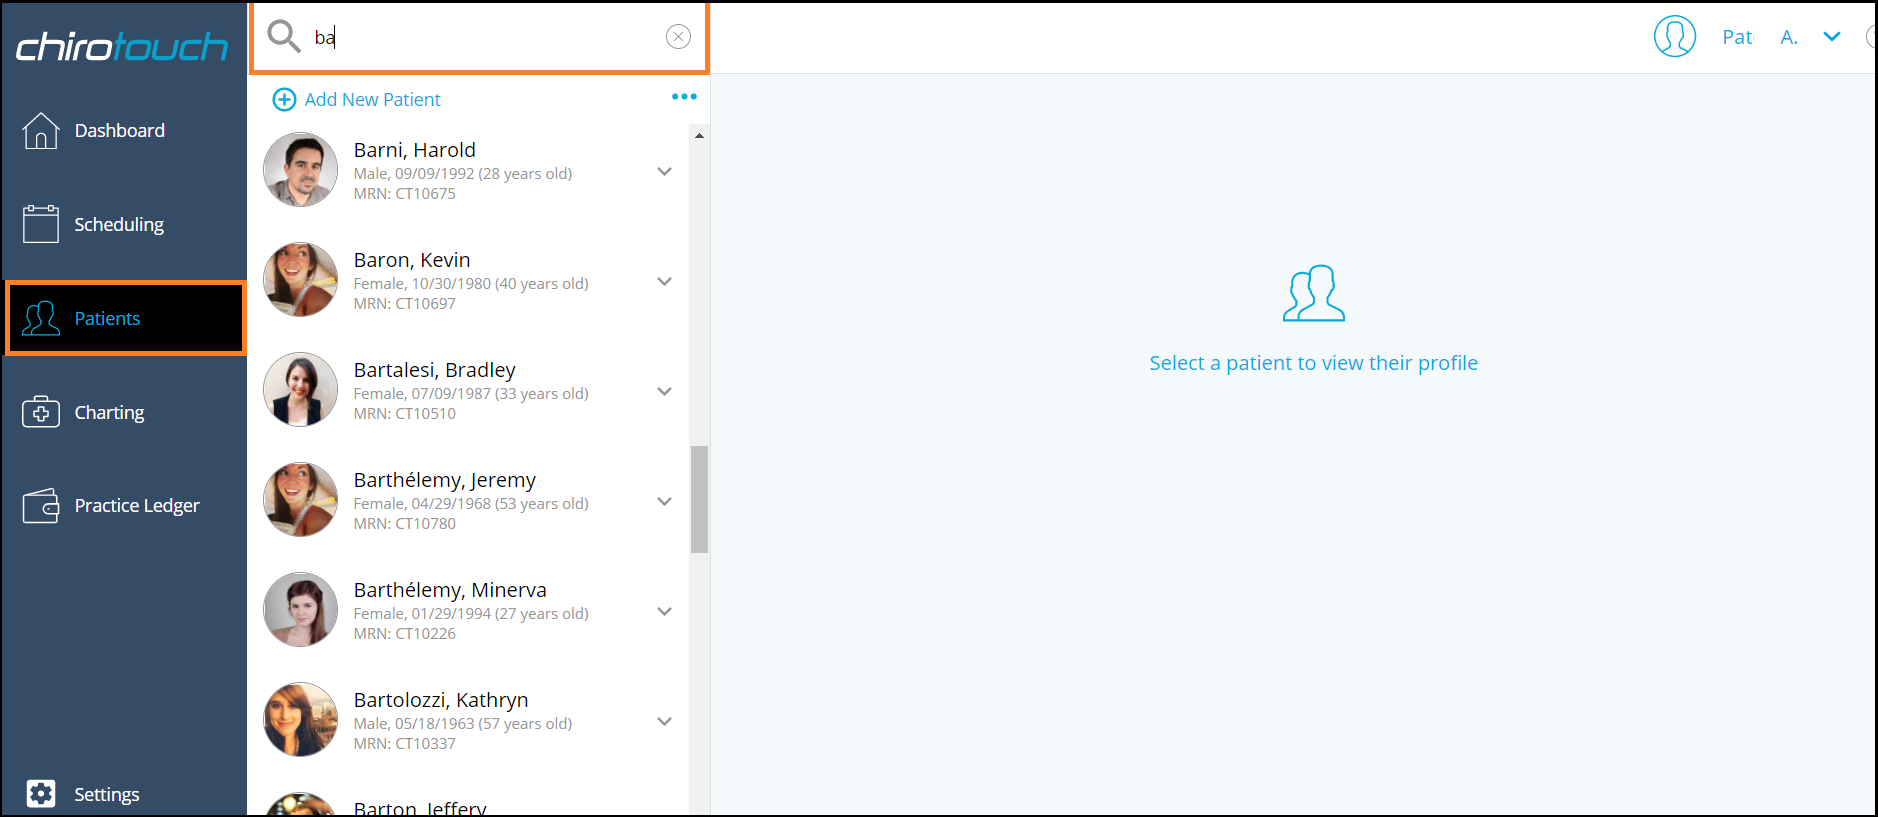 chirotouch
Dashboard
Scheduling
Patients
Charting
Practice Ledger
Settings
ba
Add New Patient
Barni, Harold
Male, 09/09/1992 (28 years old)
MRN: CT10675
Baron, Kevin
Female, 10/30/1980 (40 years old)
MRN: CT10697
Bartalesi, Bradley
Female, 07/09/1987 (33 years old)
MRN: CT10510
Barthélemy, Jeremy
Female, 04/29/1968 (53 years old)
MRN: CT10780
Barthélemy, Minerva
Female, 01/29/1994 (27 years old)
MRN: CT10226
Bartolozzi, Kathryn
Male, 05/18/1963 (57 years old)
MRN: CT10337
Barton, Jeffery
Pat A.
Select a patient to view their profile